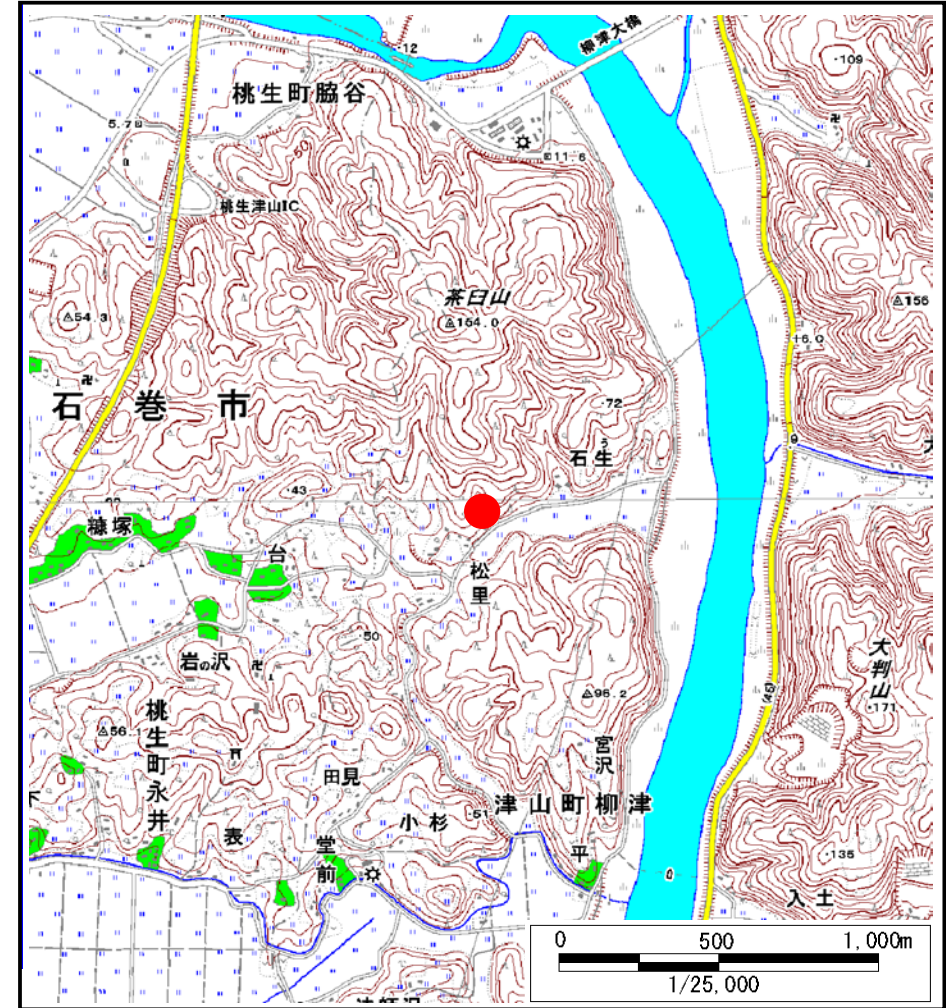 柳津大橋
・12
・109
桃生町脇谷
5.7
11.6
桃生津山IC
茶臼山
154.0
156
54.3
6.0
石巻市
・72
石生
う
9
・43
糠塚
台
松里
・50
岩の沢
大判山
・171
96.2
(45)
桃生町永井
56.1
宮沢
田見
津山町柳津
小杉
・51
表
堂前
平
・135
入土
0 500 1,000m
1/25,000